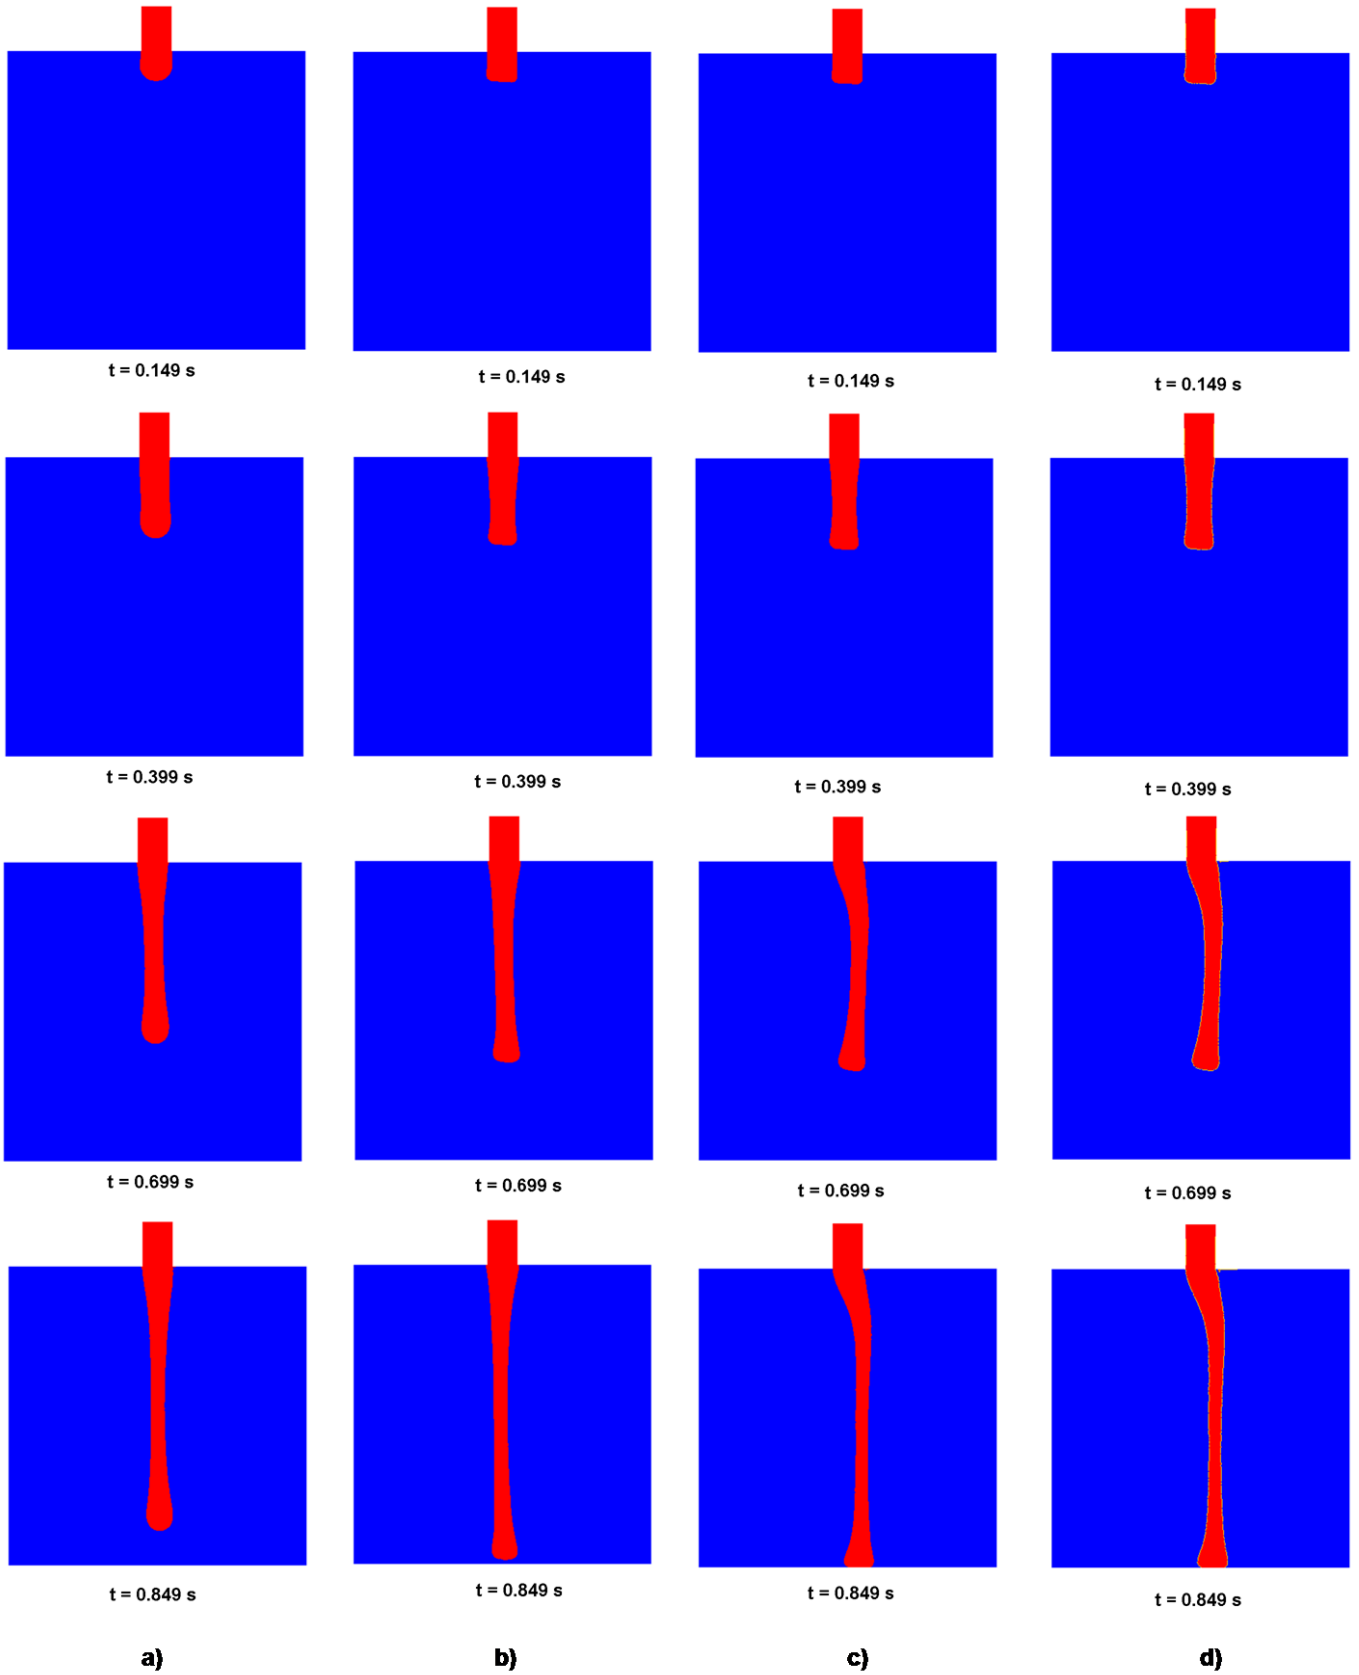 t = 0.149 s
t = 0.149 s
t = 0.149 s
t = 0.149 s
t = 0.399 s
t = 0.399 s
t = 0.399 s
t = 0.399 s
t = 0.699 s
t = 0.699 s
t = 0.699 s
t = 0.699 s
t = 0.849 s
t = 0.849 s
t = 0.849 s
t = 0.849 s
a)
b)
c)
d)